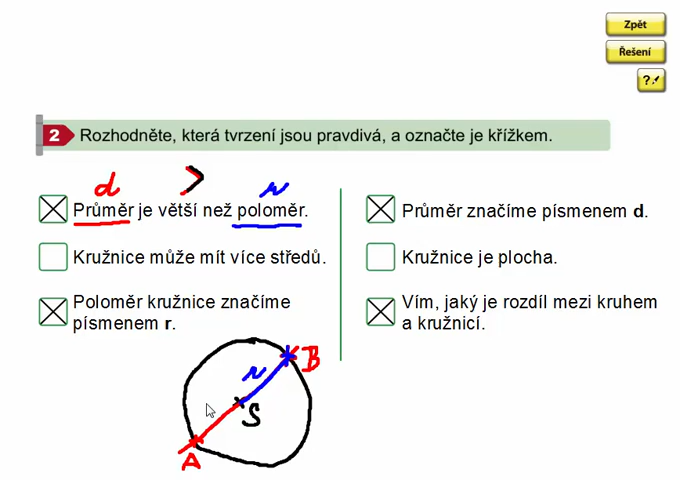 Zpět
Řešení
?
2 Rozhodněte, která tvrzení jsou pravdivá, a označte je křížkem.
d > r
Průměr je větší než poloměr.
Kružnice může mít více středů.
Poloměr kružnice značíme
písmenem r.
Průměr značíme písmenem d.
Kružnice je plocha.
Vím, jaký je rozdíl mezi kruhem
a kružnicí.
B
r
S
A